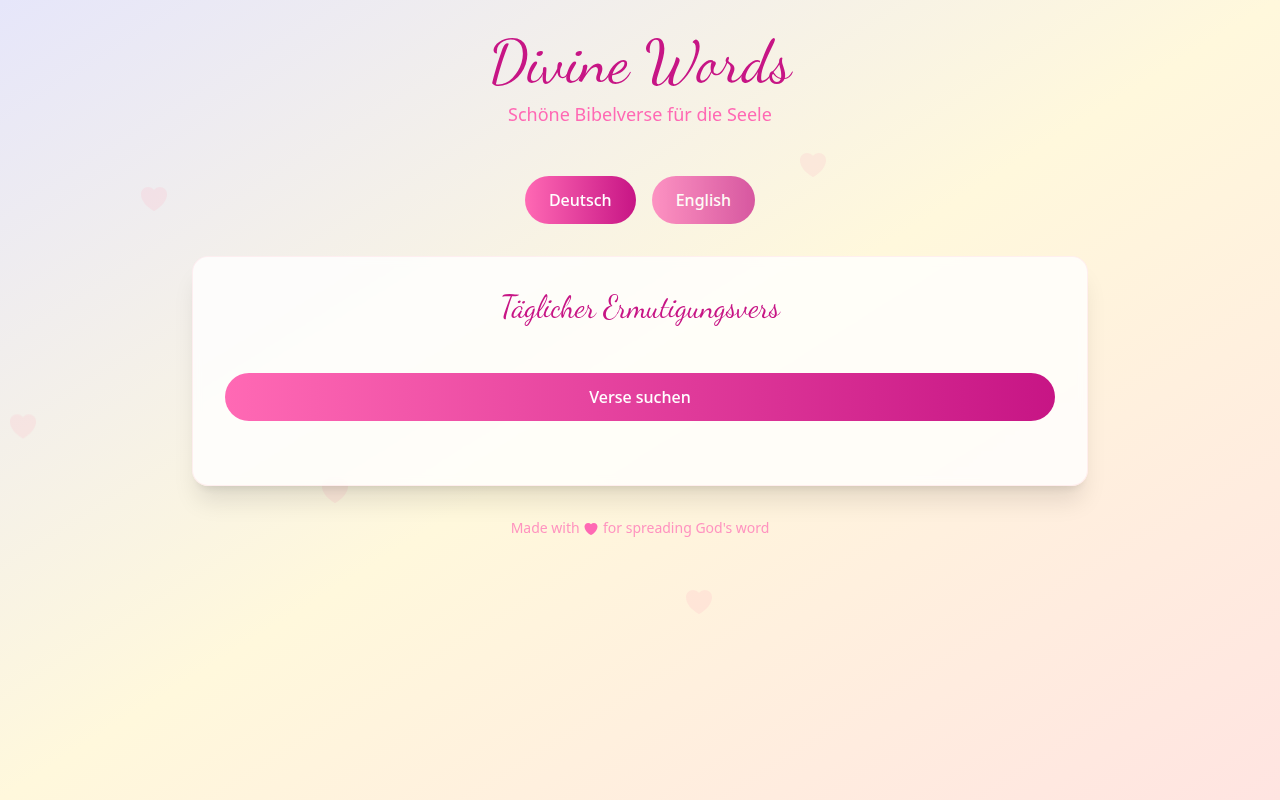 Divine Words
Schöne Bibelverse für die Seele
Deutsch English
Täglicher Ermutigungsvers
Verse suchen
Made with ♥ for spreading God's word